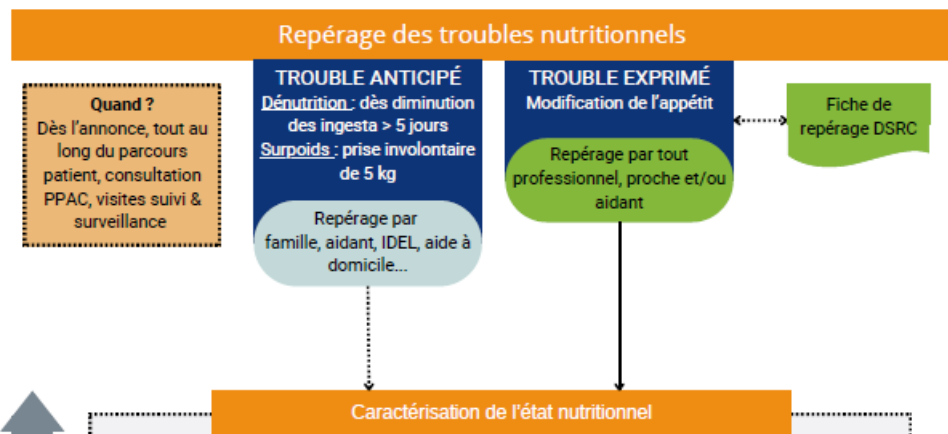 Repérage des troubles nutritionnels
Quand ?
Dès l'annonce, tout au
long du parcours
patient, consultation
PPAC, visites suivi &
surveillance
TROUBLE ANTICIPÉ
Dénutrition : dès diminution
des ingesta > 5 jours
Surpoids : prise involontaire
de 5 kg
Repérage par
famille, aidant, IDEL, aide à
domicile...
TROUBLE EXPRIMÉ
Modification de l'appétit
Repérage par tout
professionnel, proche et/ou
aidant
Fiche de
repérage DSRC
Caractérisation de l'état nutritionnel